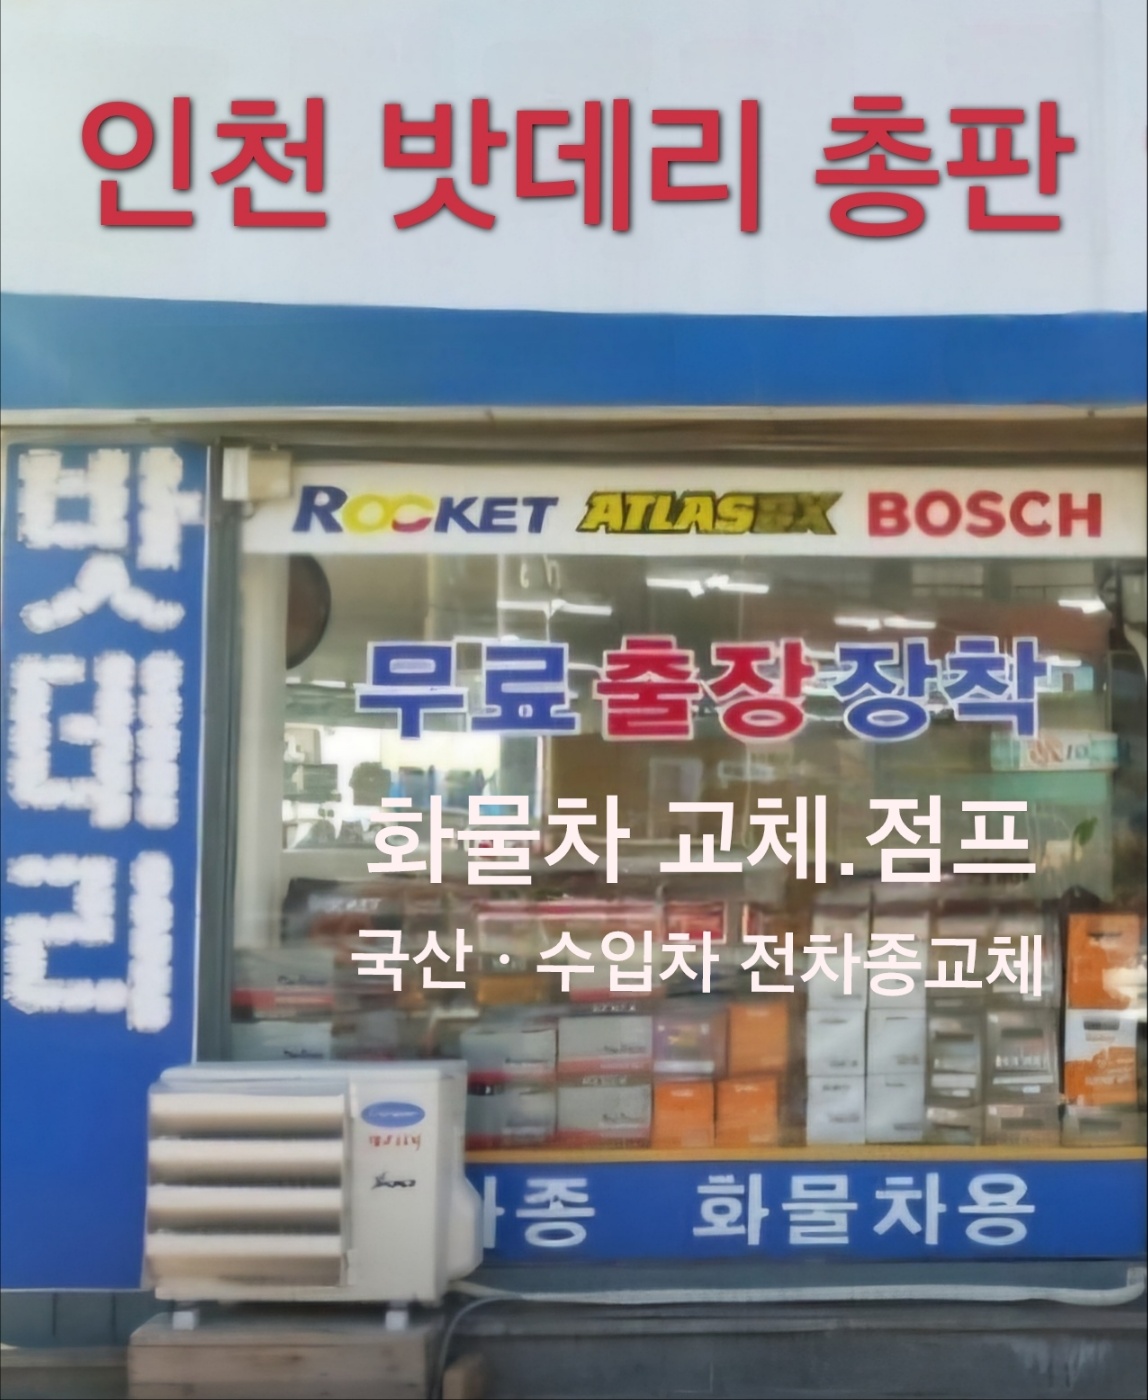 인천 밧데리 총판
밧데리
ROCKET ATLASBX BOSCH
무료출장장착
화물차 교체.점프
국산 · 수입차 전차종교체
종 화물차용